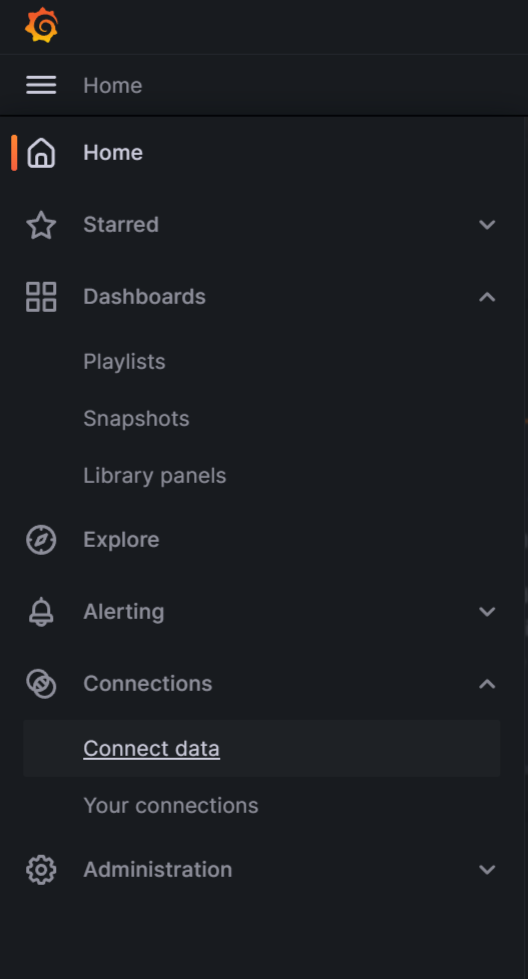 Home
Home
Starred
Dashboards
Playlists
Snapshots
Library panels
Explore
Alerting
Connections
Connect data
Your connections
Administration